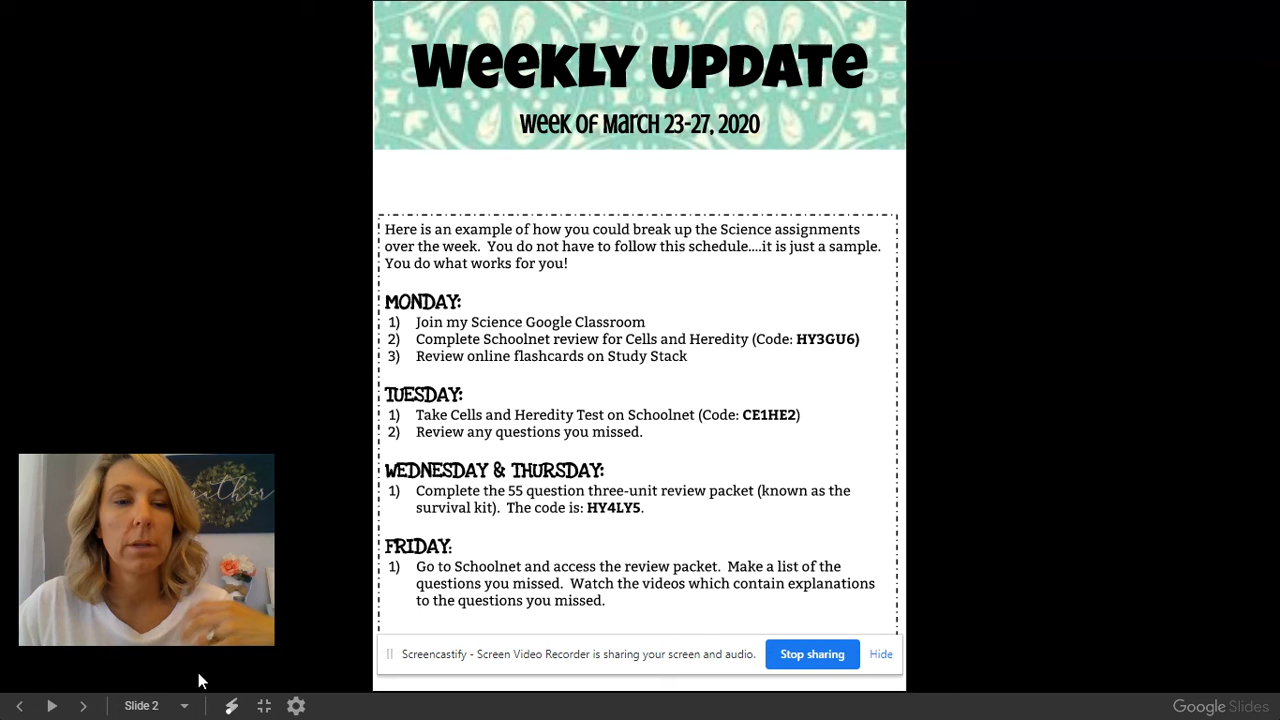 Weekly Update
Week of March 23-27, 2020
Here is an example of how you could break up the Science assignments
over the week. You do not have to follow this schedule....it is just a sample.
You do what works for you!
MONDAY:
1) Join my Science Google Classroom
2) Complete Schoolnet review for Cells and Heredity (Code: HY3GU6)
3) Review online flashcards on Study Stack
TUESDAY:
1) Take Cells and Heredity Test on Schoolnet (Code: CE1HE2)
2) Review any questions you missed.
WEDNESDAY & THURSDAY:
1) Complete the 55 question three-unit review packet (known as the
survival kit). The code is: HY4LY5.
FRIDAY:
1) Go to Schoolnet and access the review packet. Make a list of the
questions you missed. Watch the videos which contain explanations
to the questions you missed.
Screencastify - Screen Video Recorder is sharing your screen and audio. Stop sharing Hide
Slide 2
Google Slides